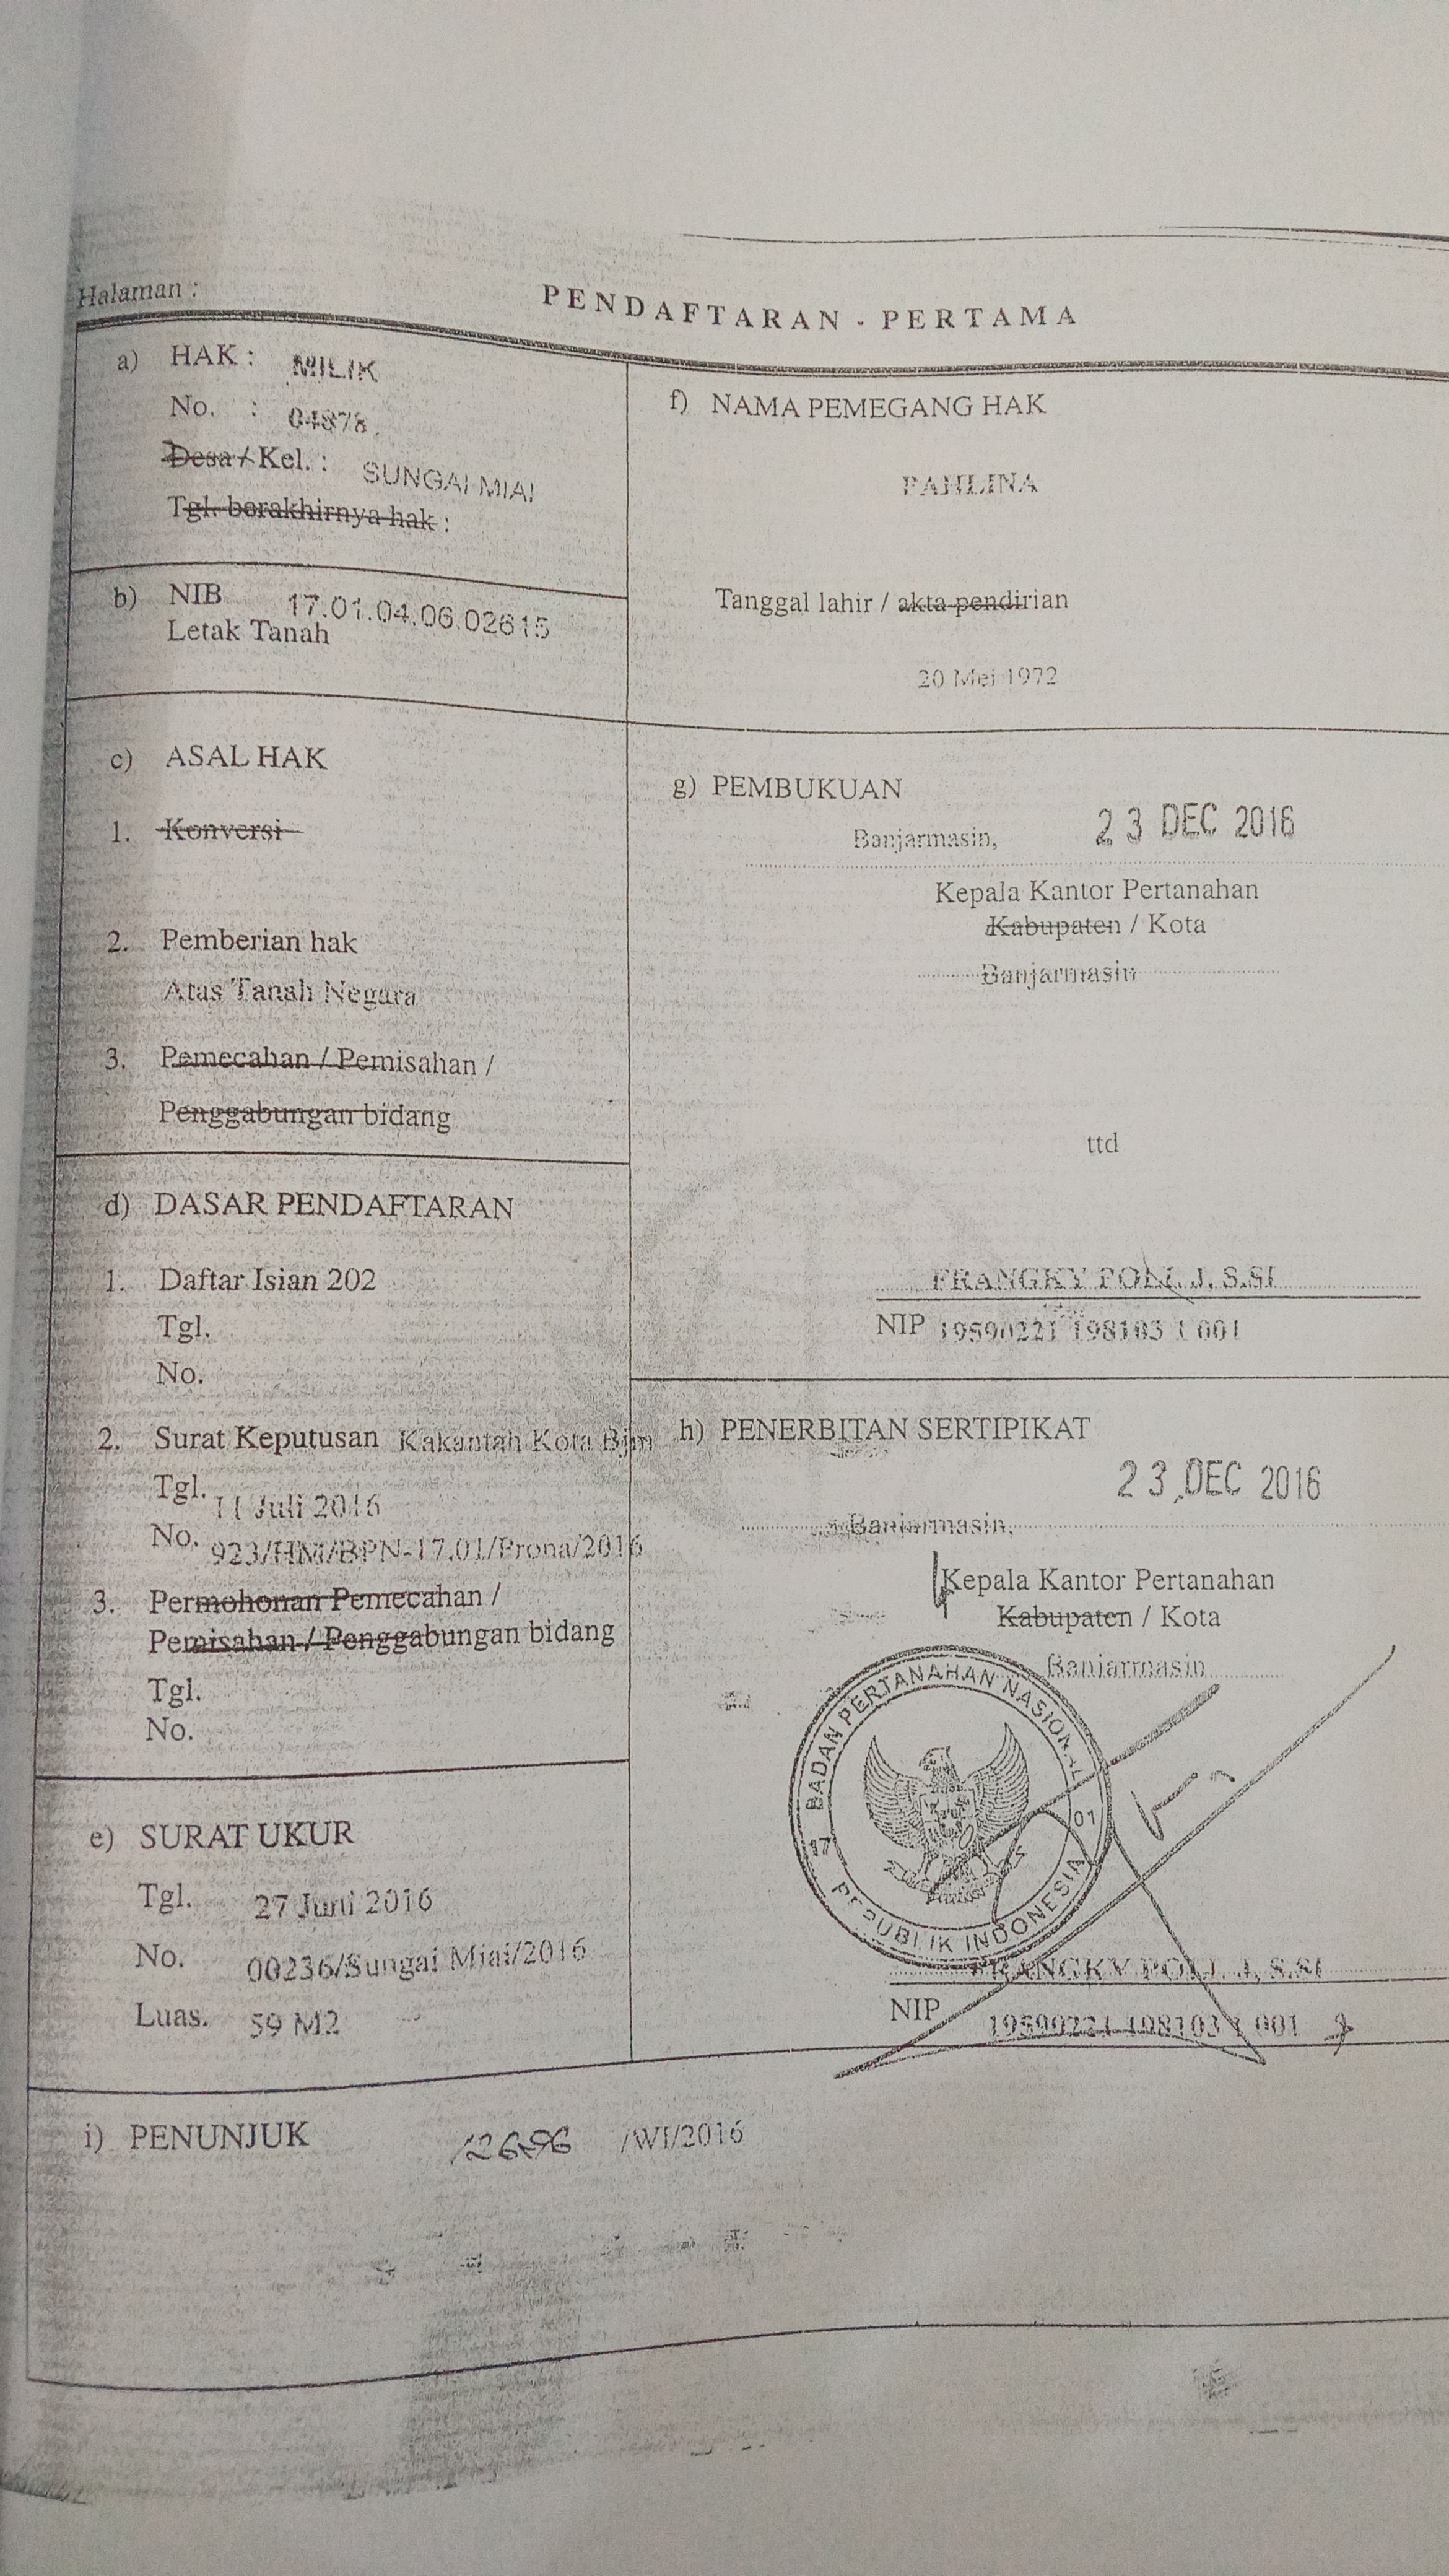 Halaman :
PENDAFTARAN - PERTAMA
a) HAK : MILIK
No. : 04878
Desa / Kel. : SUNGAI MIAI
Tgl. berakhirnya hak :
b) NIB 17.01.04.06.02615
Letak Tanah
c) ASAL HAK
1. Konversi
2. Pemberian hak
Atas Tanah Negara
3. Pemecahan / Pemisahan /
Penggabungan bidang
d) DASAR PENDAFTARAN
1. Daftar Isian 202
Tgl.
No.
2. Surat Keputusan Kakantah Kota Bjm
Tgl. 11 Juli 2016
No. 923/HM/BPN-17.01/Prona/2016
3. Permohonan Pemecahan /
Pemisahan / Penggabungan bidang
Tgl.
No.
e) SURAT UKUR
Tgl. 27 Juni 2016
No. 00236/Sungai Miai/2016
Luas. 59 M2
f) NAMA PEMEGANG HAK
PAHLINA
Tanggal lahir / akta pendirian
20 Mei 1972
g) PEMBUKUAN
Banjarmasin, 23 DEC 2016
Kepala Kantor Pertanahan
Kabupaten / Kota
Banjarmasin
ttd
FRANGKY POLI, J, S.SI
NIP 19590221 198103 1 001
h) PENERBITAN SERTIPIKAT
23 DEC 2016
Banjarmasin,
Kepala Kantor Pertanahan
Kabupaten / Kota
Banjarmasin
BADAN PERTANAHAN NASIONAL
17 01
REPUBLIK INDONESIA
FRANGKY POLI, J, S.SI
NIP 19590221 198103 1 001
i) PENUNJUK /WI/2016